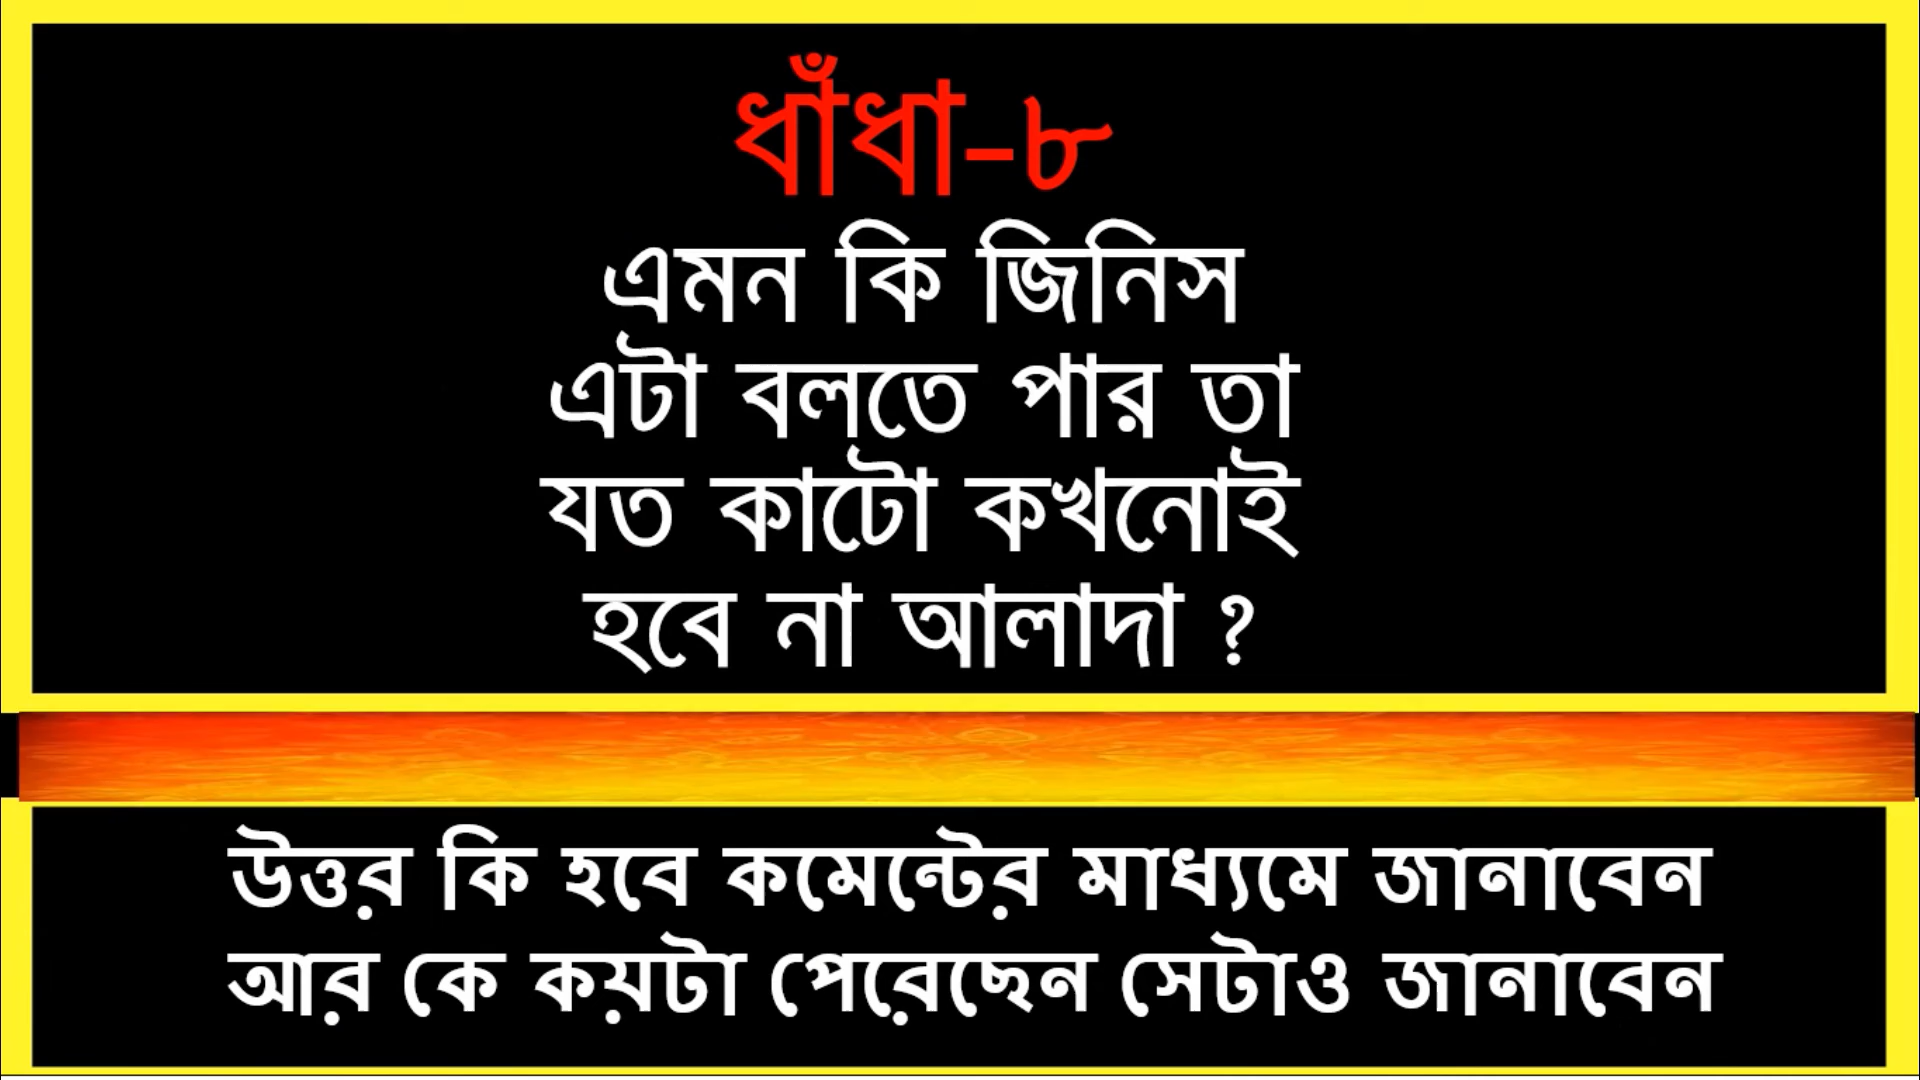 ধাঁধা-৮
এমন কি জিনিস
এটা বলতে পার তা
যত কাটো কখনোই
হবে না আলাদা ?
উত্তর কি হবে কমেন্টের মাধ্যমে জানাবেন
আর কে কয়টা পেরেছেন সেটাও জানাবেন